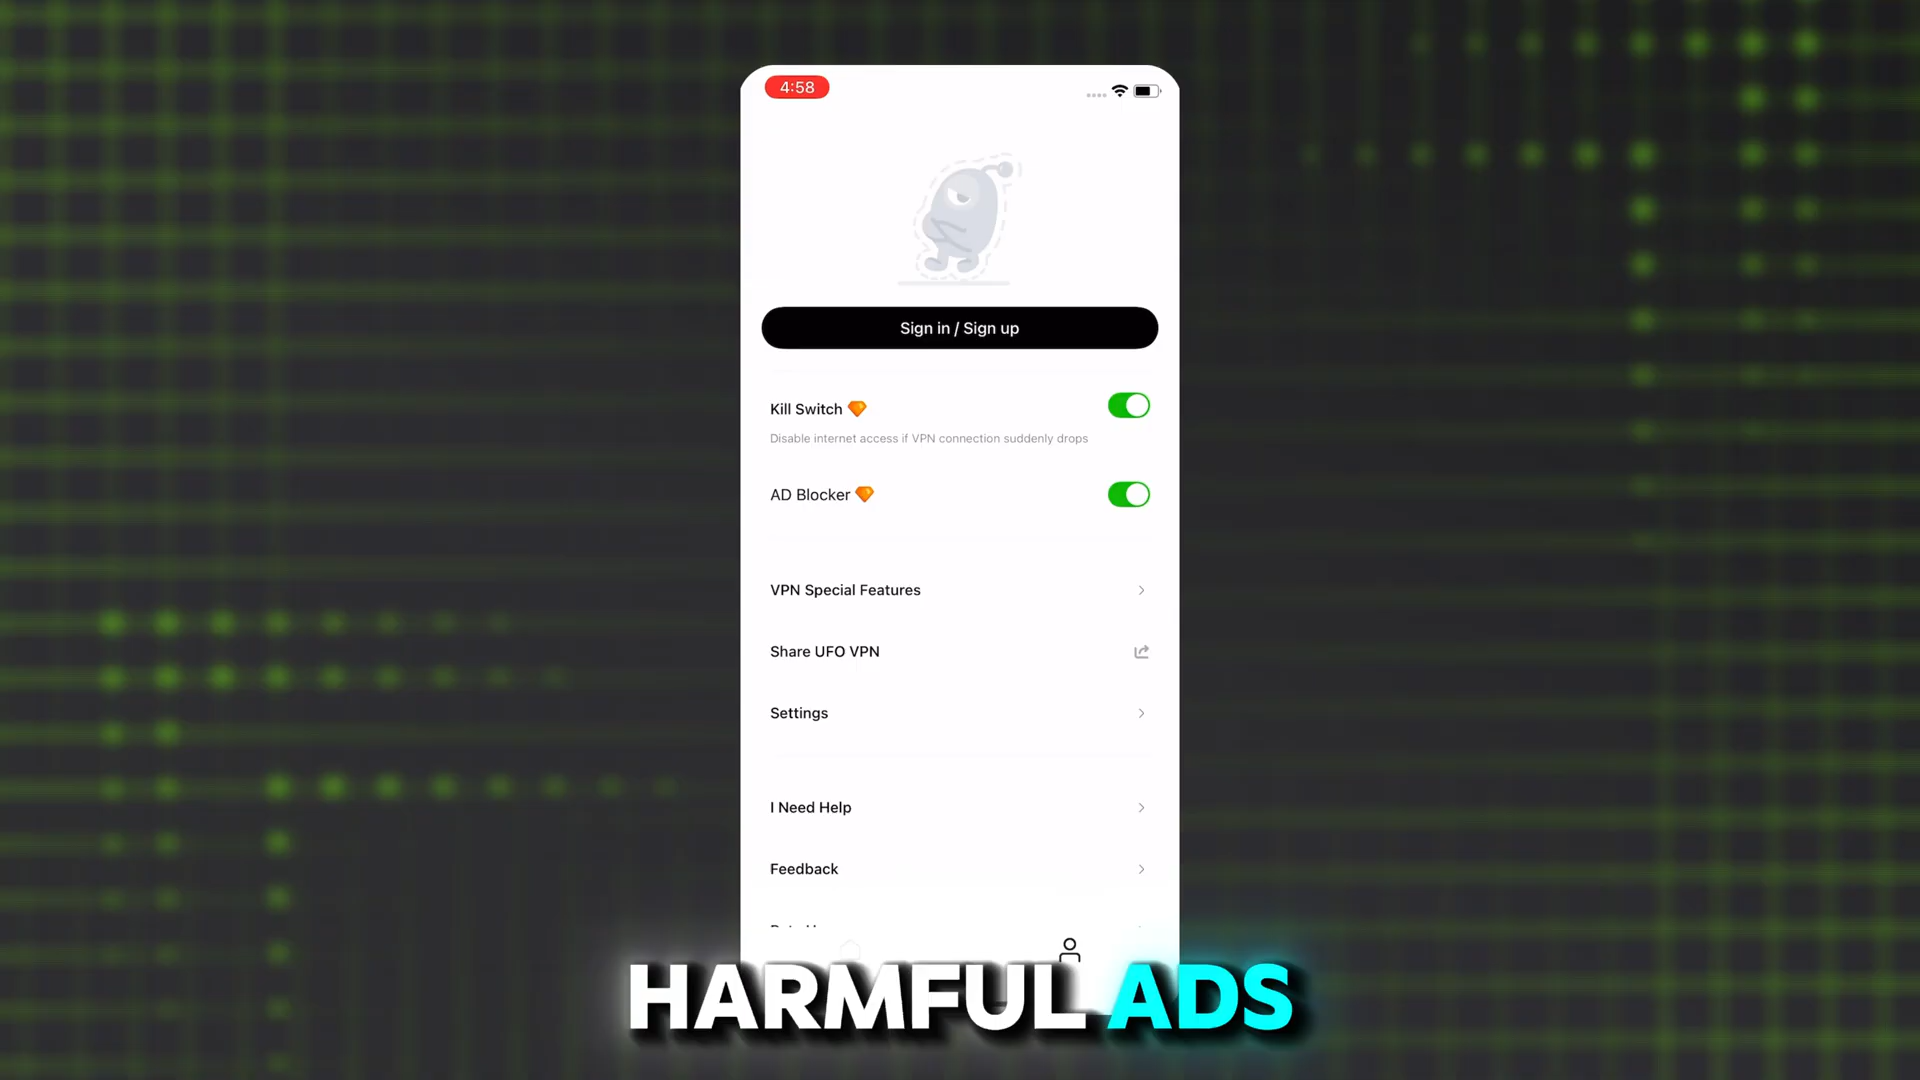 4:58
Sign in / Sign up
Kill Switch
Disable internet access if VPN connection suddenly drops
AD Blocker
VPN Special Features
Share UFO VPN
Settings
I Need Help
Feedback
HARMFUL ADS